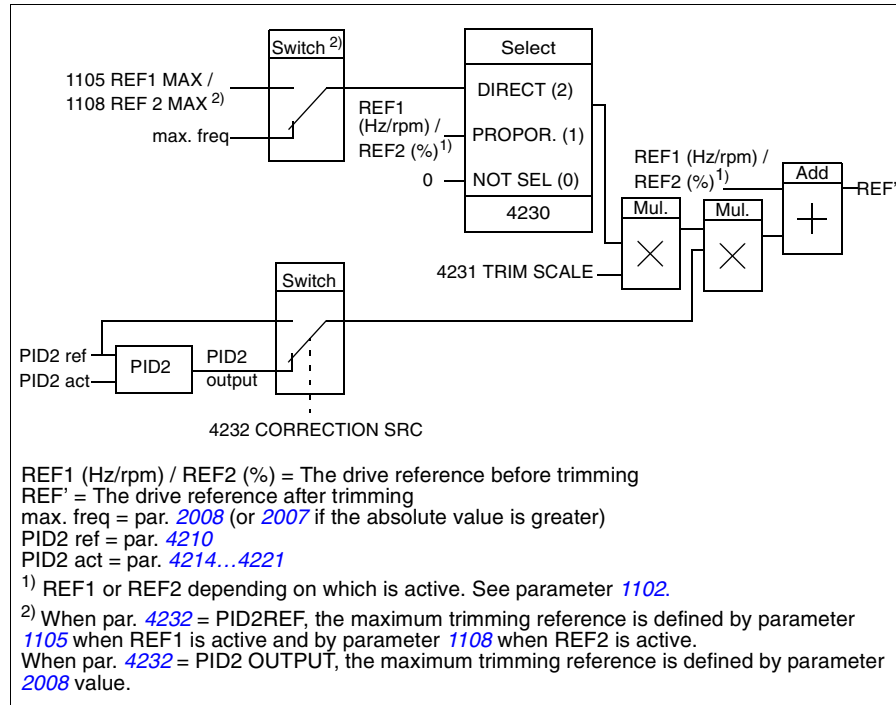 Switch 2)
Select
1105 REF1 MAX /
1108 REF 2 MAX 2)
max. freq
DIRECT (2)
REF1
(Hz/rpm) /
REF2 (%)1)
PROPOR. (1)
0
NOT SEL (0)
4230
REF1 (Hz/rpm) /
REF2 (%)1)
Add
+
REF'
Mul.
×
Mul.
×
4231 TRIM SCALE
Switch
PID2 ref
PID2 act
PID2
PID2
output
4232 CORRECTION SRC
REF1 (Hz/rpm) / REF2 (%) = The drive reference before trimming
REF' = The drive reference after trimming
max. freq = par. 2008 (or 2007 if the absolute value is greater)
PID2 ref = par. 4210
PID2 act = par. 4214…4221
1) REF1 or REF2 depending on which is active. See parameter 1102.
2) When par. 4232 = PID2REF, the maximum trimming reference is defined by parameter
1105 when REF1 is active and by parameter 1108 when REF2 is active.
When par. 4232 = PID2 OUTPUT, the maximum trimming reference is defined by parameter
2008 value.